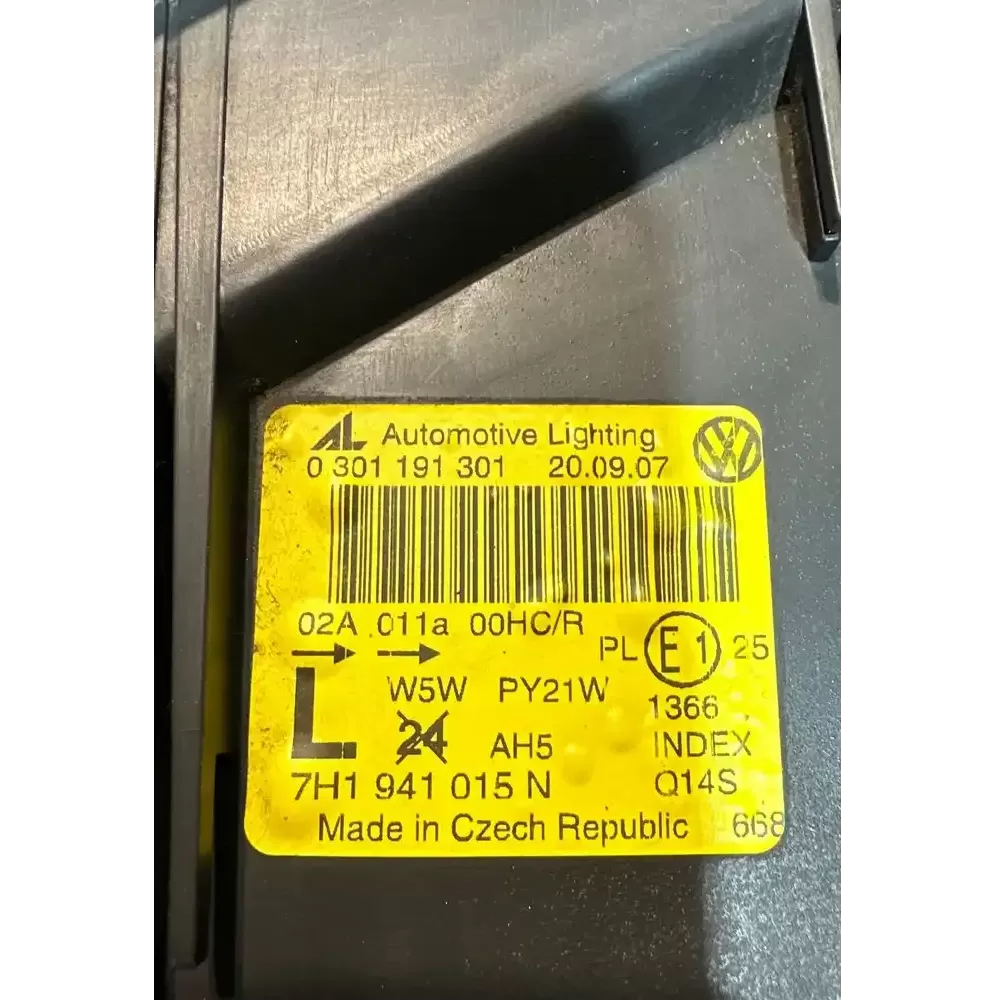 AL Automotive Lighting
0 301 191 301 20.09.07
02A 011a 00HC/R
PL E1 25
L W5W PY21W
1366
24 AH5 INDEX
7H1 941 015 N Q14S
Made in Czech Republic 668